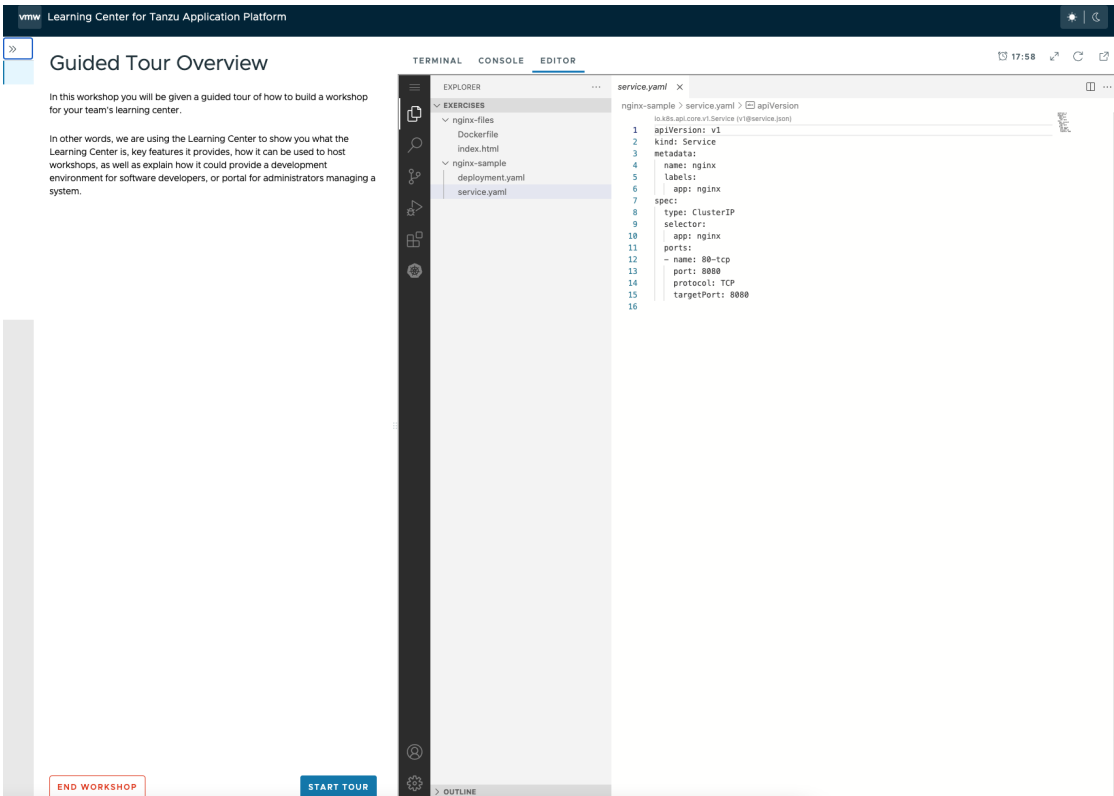 vmw Learning Center for Tanzu Application Platform
Guided Tour Overview
In this workshop you will be given a guided tour of how to build a workshop
for your team's learning center.
In other words, we are using the Learning Center to show you what the
Learning Center is, key features it provides, how it can be used to host
workshops, as well as explain how it could provide a development
environment for software developers, or portal for administrators managing a
system.
END WORKSHOP
START TOUR
TERMINAL CONSOLE EDITOR
17:58
EXPLORER
EXERCISES
nginx-files
Dockerfile
index.html
nginx-sample
deployment.yaml
service.yaml
OUTLINE
service.yaml
nginx-sample > service.yaml > apiVersion
io.k8s.api.core.v1.Service (v1@service.json)
1 apiVersion: v1
2 kind: Service
3 metadata:
4 name: nginx
5 labels:
6 app: nginx
7 spec:
8 type: ClusterIP
9 selector:
10 app: nginx
11 ports:
12 - name: 80-tcp
13 port: 8080
14 protocol: TCP
15 targetPort: 8080
16